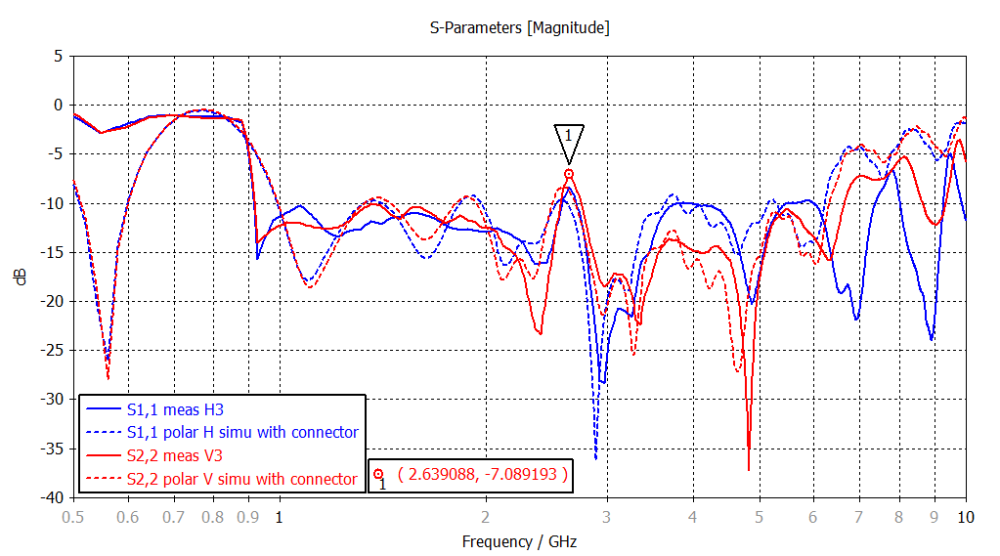 S-Parameters [Magnitude]
5
0
-5
-10
-15
-20
-25
-30
-35
-40
dB
1
S1,1 meas H3
S1,1 polar H simu with connector
S2,2 meas V3
S2,2 polar V simu with connector
1 ( 2.639088, -7.089193 )
0.5 0.6 0.7 0.8 0.9 1 2 3 4 5 6 7 8 9 10
Frequency / GHz